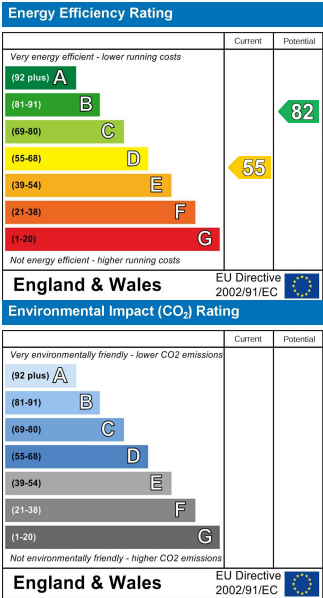 Energy Efficiency Rating
Current Potential
Very energy efficient - lower running costs
(92 plus) A
(81-91) B
82
(69-80) C
(55-68) D
55
(39-54) E
(21-38) F
(1-20) G
Not energy efficient - higher running costs
England & Wales
EU Directive
2002/91/EC
Environmental Impact (CO₂) Rating
Current Potential
Very environmentally friendly - lower CO2 emissions
(92 plus) A
(81-91) B
(69-80) C
(55-68) D
(39-54) E
(21-38) F
(1-20) G
Not environmentally friendly - higher CO2 emissions
England & Wales
EU Directive
2002/91/EC